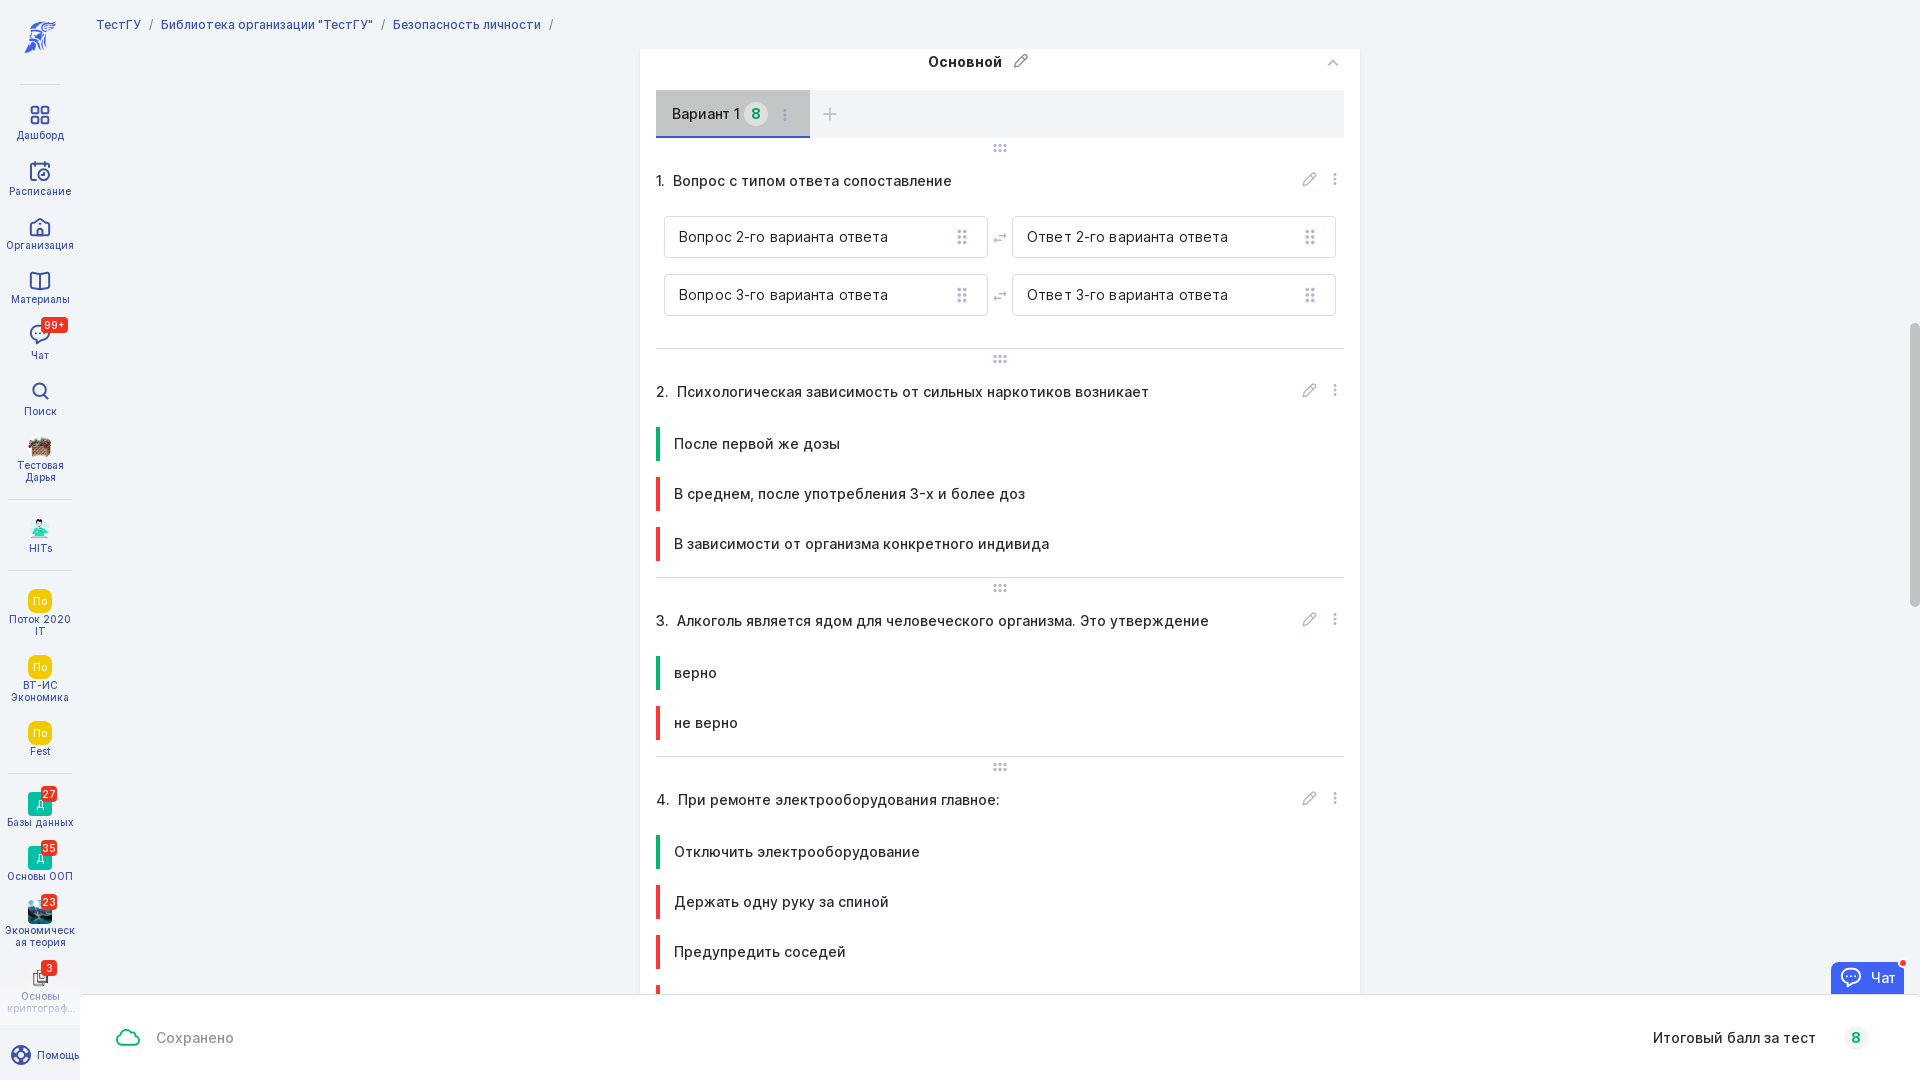 ТестГУ / Библиотека организации "ТестГУ" / Безопасность личности /
Дашборд
Расписание
Организация
Материалы
99+
Чат
Поиск
Тестовая
Дарья
HITs
По
Поток 2020
IT
По
ВТ-ИС
Экономика
По
Fest
27
Д
Базы данных
35
Д
Основы ООП
23
Экономическ
ая теория
3
Основы
криптограф...
Помощь
Основной
Вариант 1 8
1. Вопрос с типом ответа сопоставление
Вопрос 2-го варианта ответа
Ответ 2-го варианта ответа
Вопрос 3-го варианта ответа
Ответ 3-го варианта ответа
2. Психологическая зависимость от сильных наркотиков возникает
После первой же дозы
В среднем, после употребления 3-х и более доз
В зависимости от организма конкретного индивида
3. Алкоголь является ядом для человеческого организма. Это утверждение
верно
не верно
4. При ремонте электрооборудования главное:
Отключить электрооборудование
Держать одну руку за спиной
Предупредить соседей
Чат
Сохранено
Итоговый балл за тест 8